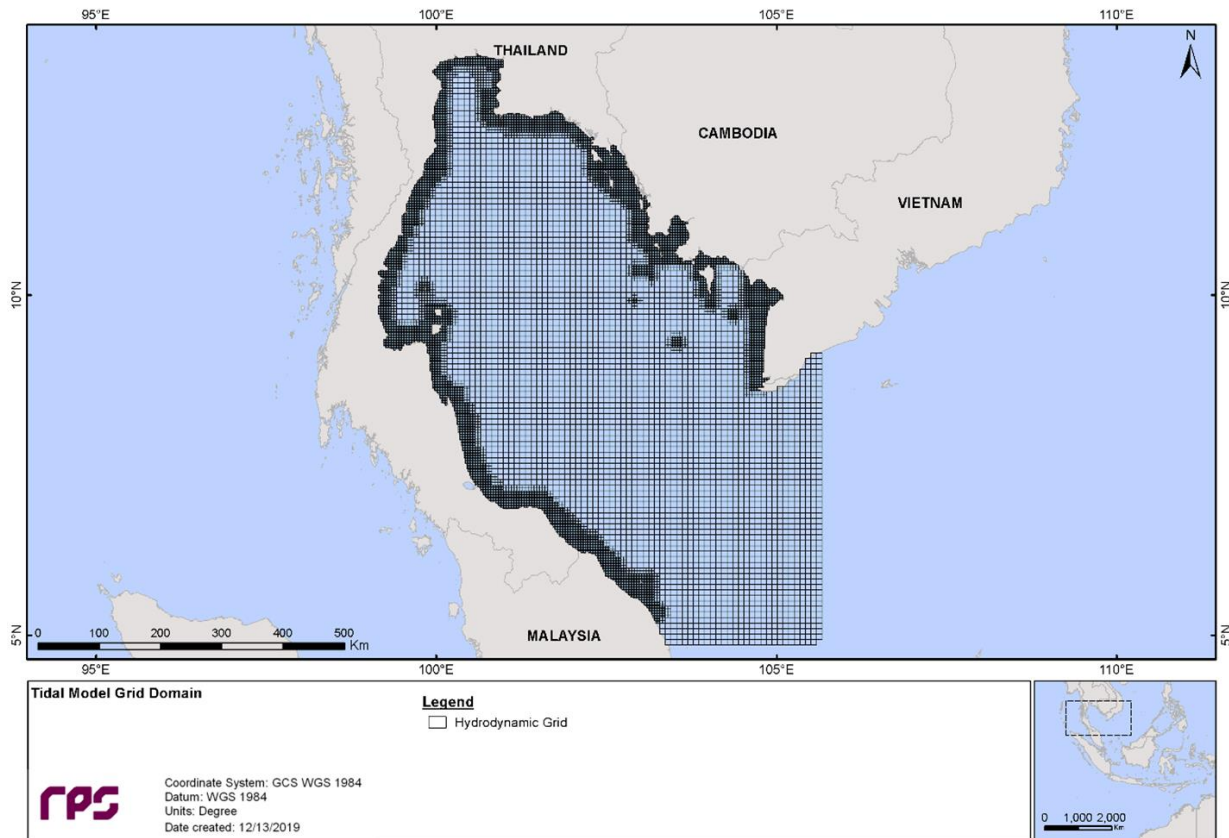 95°E 100°E 105°E 110°E
N
THAILAND
CAMBODIA
VIETNAM
10°N 10°N
MALAYSIA
5°N 5°N
0 100 200 300 400 500
Km
95°E 100°E 105°E 110°E
Tidal Model Grid Domain
Legend
Hydrodynamic Grid
rps
Coordinate System: GCS WGS 1984
Datum: WGS 1984
Units: Degree
Date created: 12/13/2019
0 1,000 2,000
Km